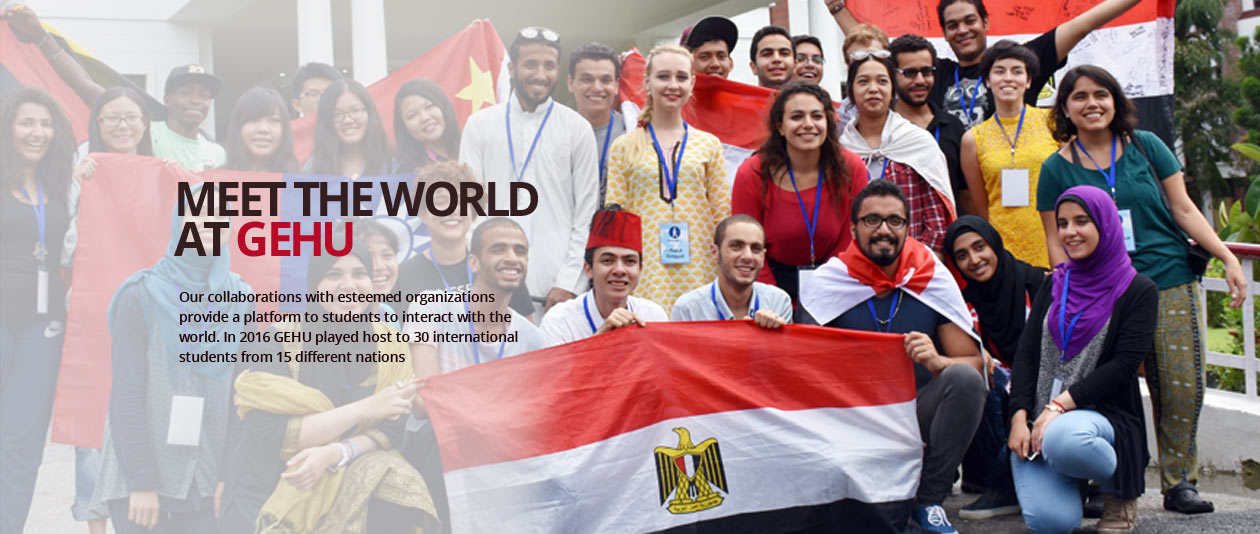 MEET THE WORLD
AT GEHU
Our collaborations with esteemed organizations
provide a platform to students to interact with the
world. In 2016 GEHU played host to 30 international
students from 15 different nations